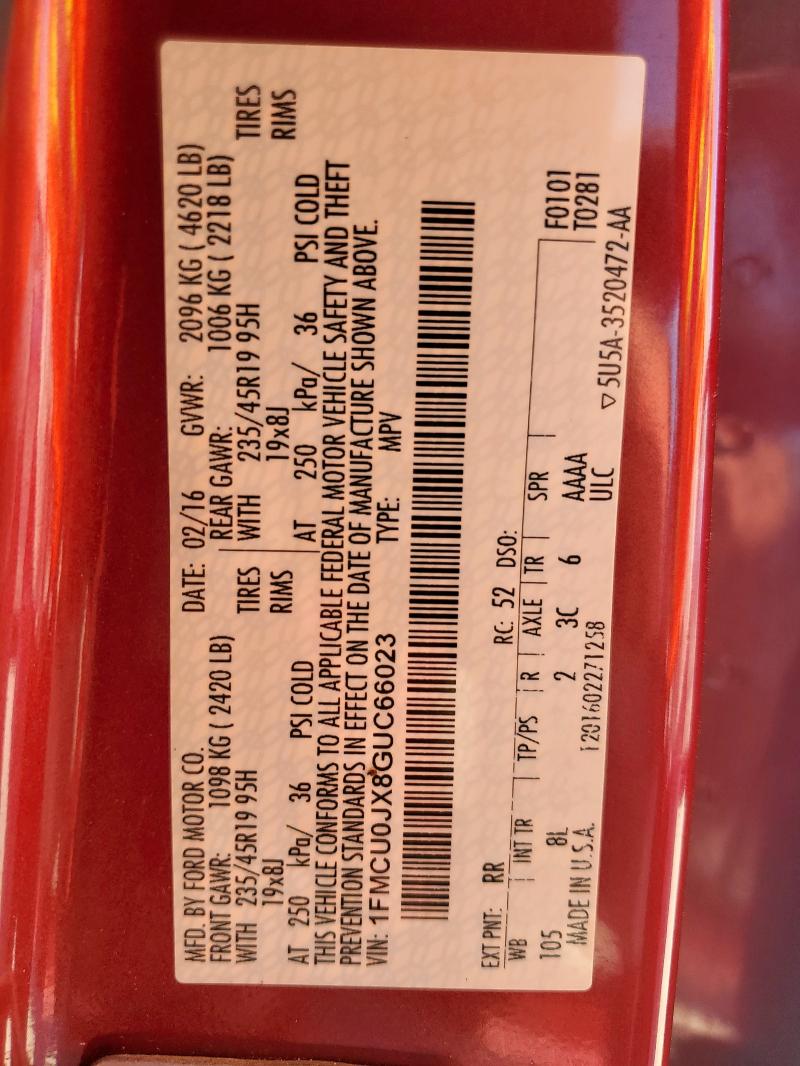 MFD. BY FORD MOTOR CO.
DATE: 02/16 GVWR: 2096 KG ( 4620 LB)
FRONT GAWR: 1098 KG ( 2420 LB)
REAR GAWR: 1006 KG ( 2218 LB)
WITH 235/45R19 95H TIRES
WITH 235/45R19 95H TIRES
19x8J RIMS
19x8J RIMS
AT 250 kPa/ 36 PSI COLD
AT 250 kPa/ 36 PSI COLD
THIS VEHICLE CONFORMS TO ALL APPLICABLE FEDERAL MOTOR VEHICLE SAFETY AND THEFT
PREVENTION STANDARDS IN EFFECT ON THE DATE OF MANUFACTURE SHOWN ABOVE.
VIN: 1FMCU0JX8GUC66023 TYPE: MPV
EXT PNT: RR RC: 52 DSO:
WB INT TR TP/PS R AXLE TR SPR
105 8L 2 3C 6 AAAA
F0101
T0281
MADE IN U.S.A. 1201602271258 ULC
▽ 5U5A-3520472-AA